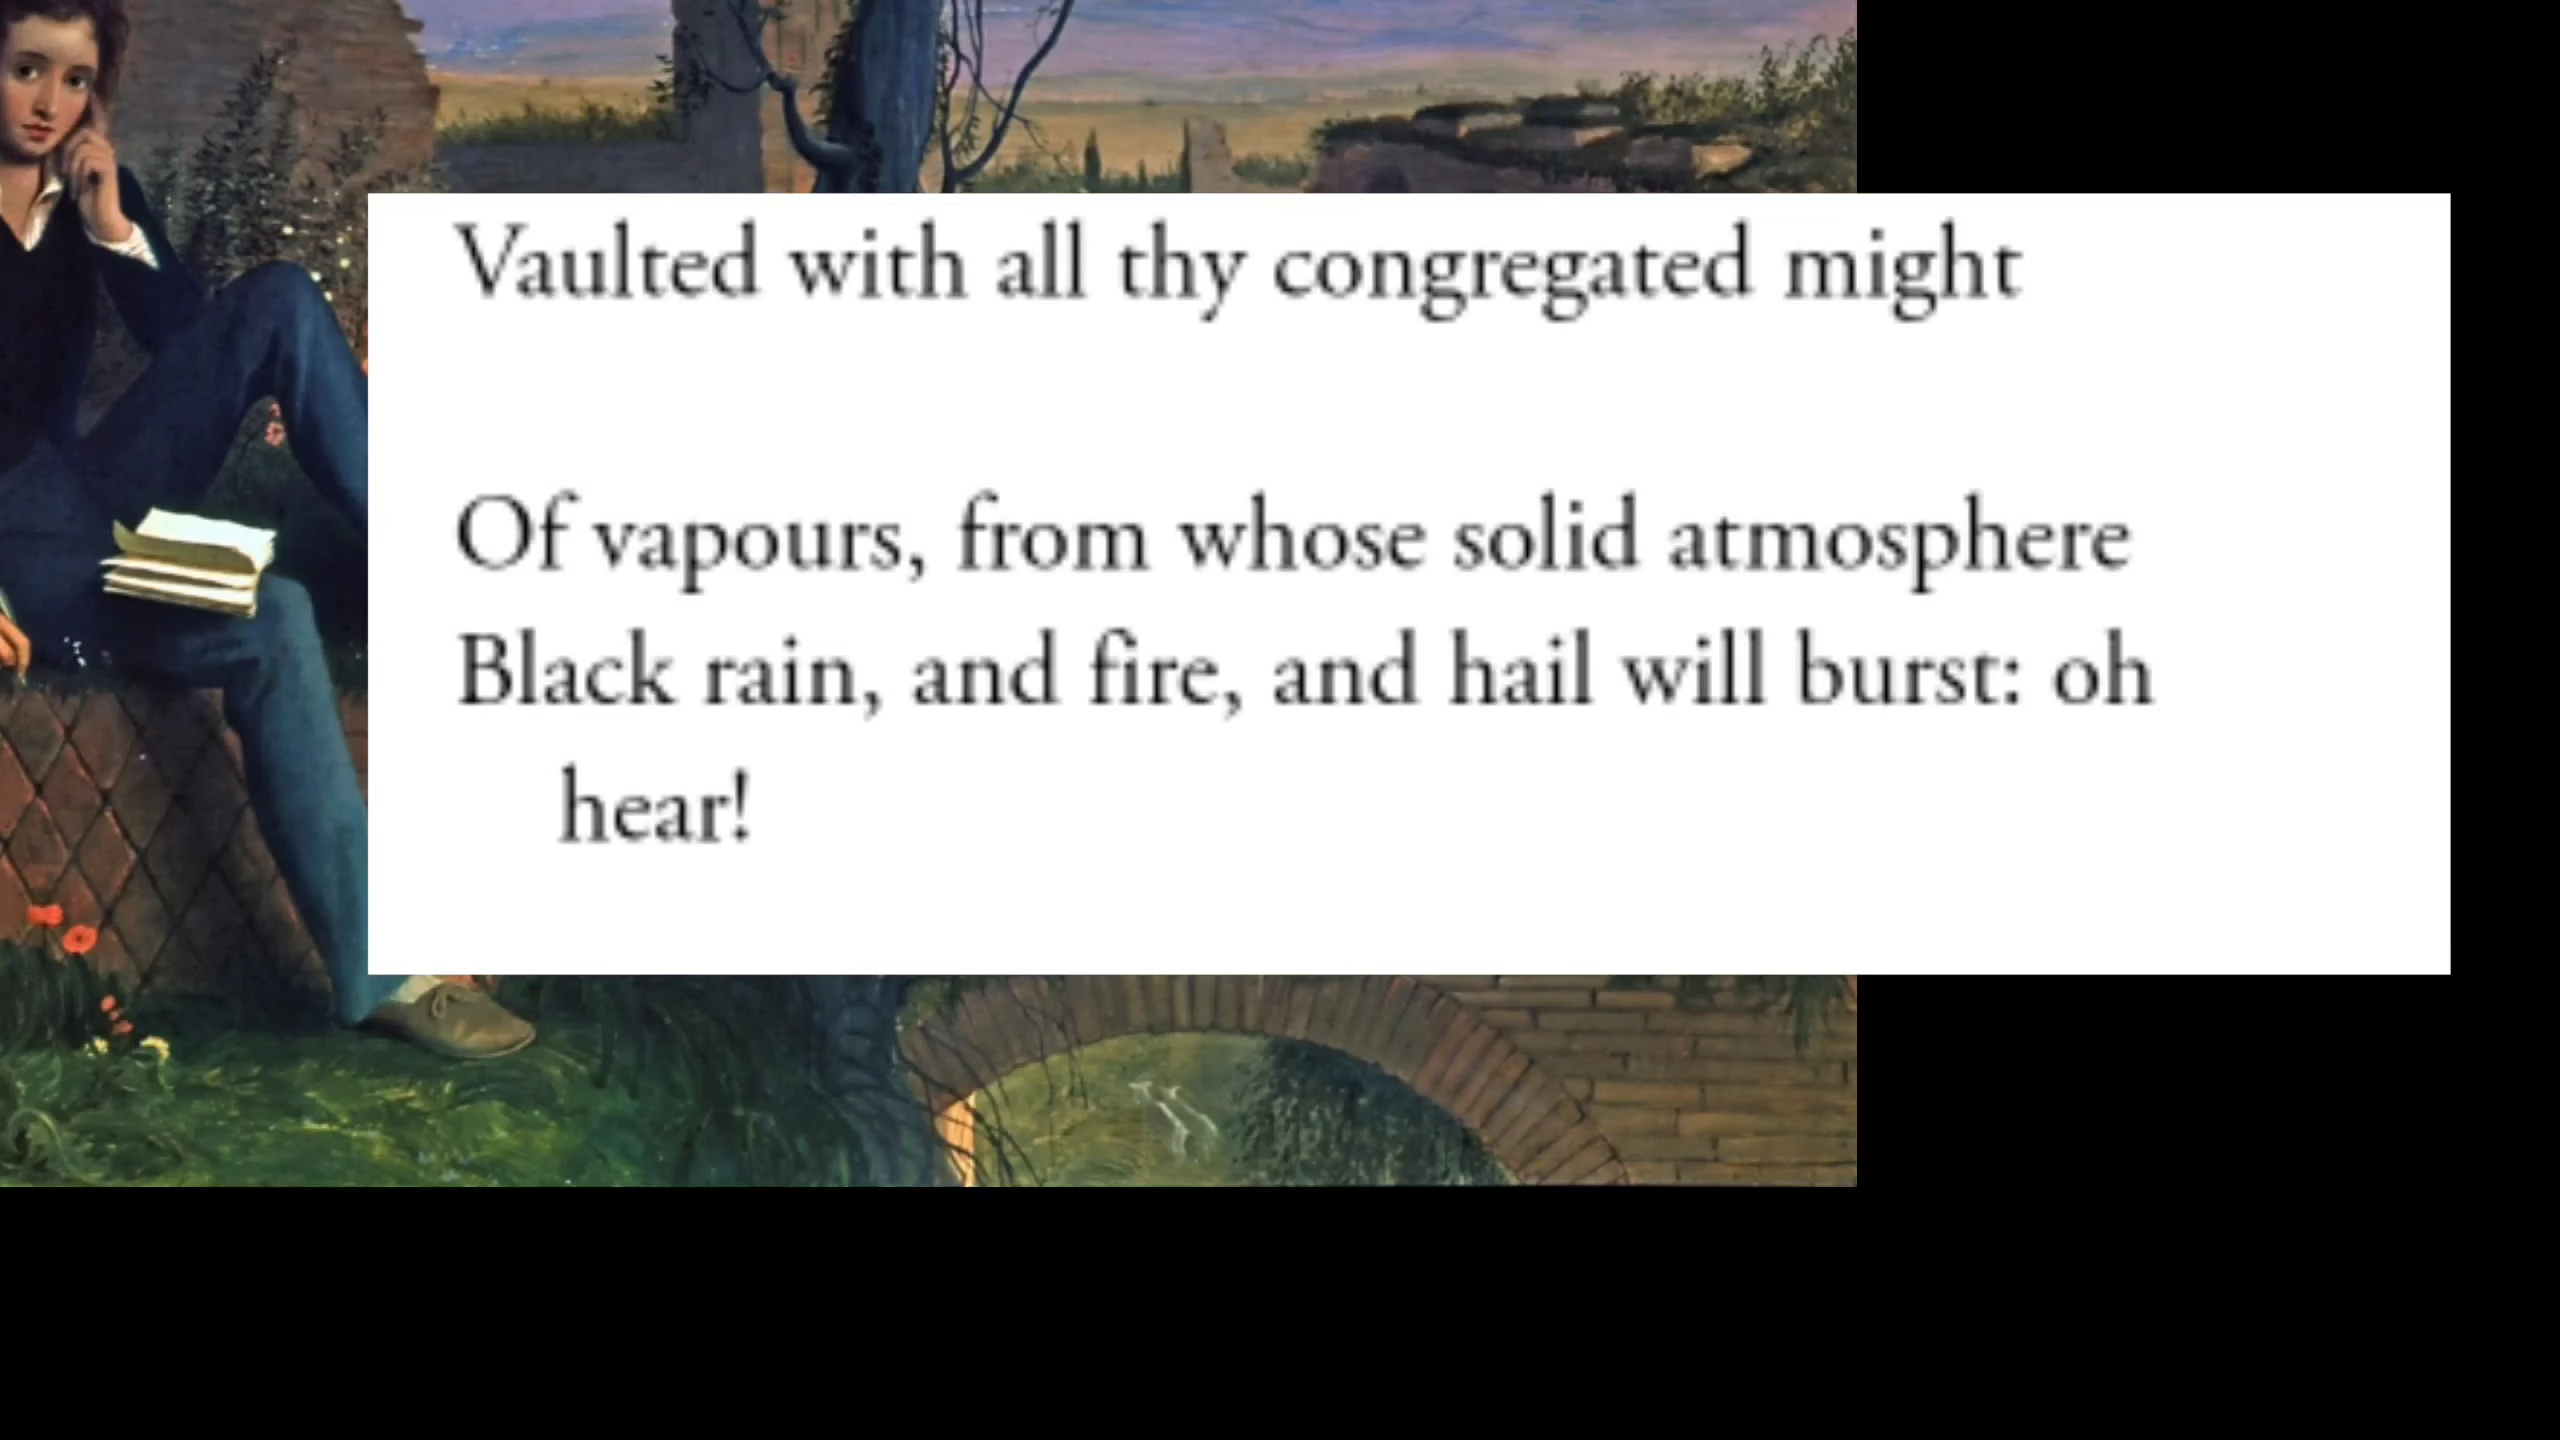 Vaulted with all thy congregated might
Of vapours, from whose solid atmosphere
Black rain, and fire, and hail will burst: oh
hear!